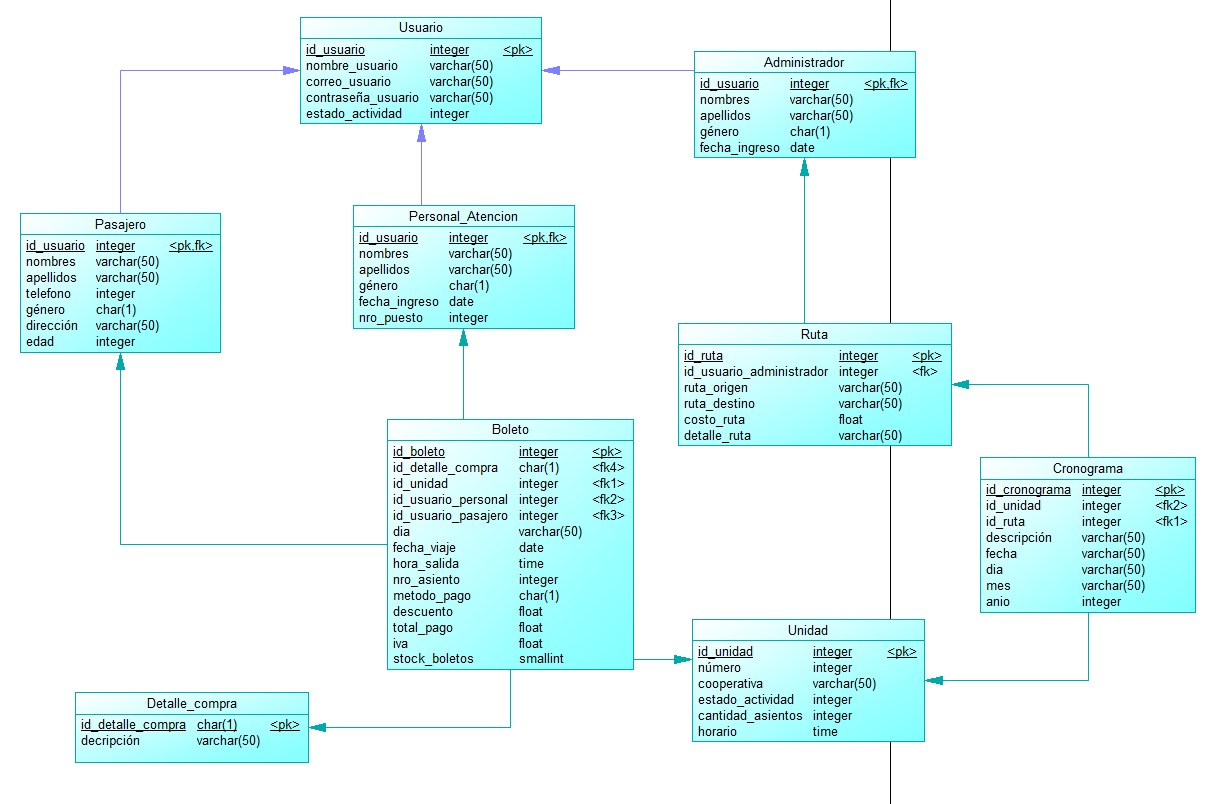 Usuario
id_usuario integer <pk>
nombre_usuario varchar(50)
correo_usuario varchar(50)
contraseña_usuario varchar(50)
estado_actividad integer
Administrador
id_usuario integer <pk,fk>
nombres varchar(50)
apellidos varchar(50)
género char(1)
fecha_ingreso date
Pasajero
id_usuario integer <pk,fk>
nombres varchar(50)
apellidos varchar(50)
telefono integer
género char(1)
dirección varchar(50)
edad integer
Personal_Atencion
id_usuario integer <pk,fk>
nombres varchar(50)
apellidos varchar(50)
género char(1)
fecha_ingreso date
nro_puesto integer
Ruta
id_ruta integer <pk>
id_usuario_administrador integer <fk>
ruta_origen varchar(50)
ruta_destino varchar(50)
costo_ruta float
detalle_ruta varchar(50)
Boleto
id_boleto integer <pk>
id_detalle_compra char(1) <fk4>
id_unidad integer <fk1>
id_usuario_personal integer <fk2>
id_usuario_pasajero integer <fk3>
dia varchar(50)
fecha_viaje date
hora_salida time
nro_asiento integer
metodo_pago char(1)
descuento float
total_pago float
iva float
stock_boletos smallint
Cronograma
id_cronograma integer <pk>
id_unidad integer <fk2>
id_ruta integer <fk1>
descripción varchar(50)
fecha varchar(50)
dia varchar(50)
mes varchar(50)
anio integer
Unidad
id_unidad integer <pk>
número integer
cooperativa varchar(50)
estado_actividad integer
cantidad_asientos integer
horario time
Detalle_compra
id_detalle_compra char(1) <pk>
decripción varchar(50)